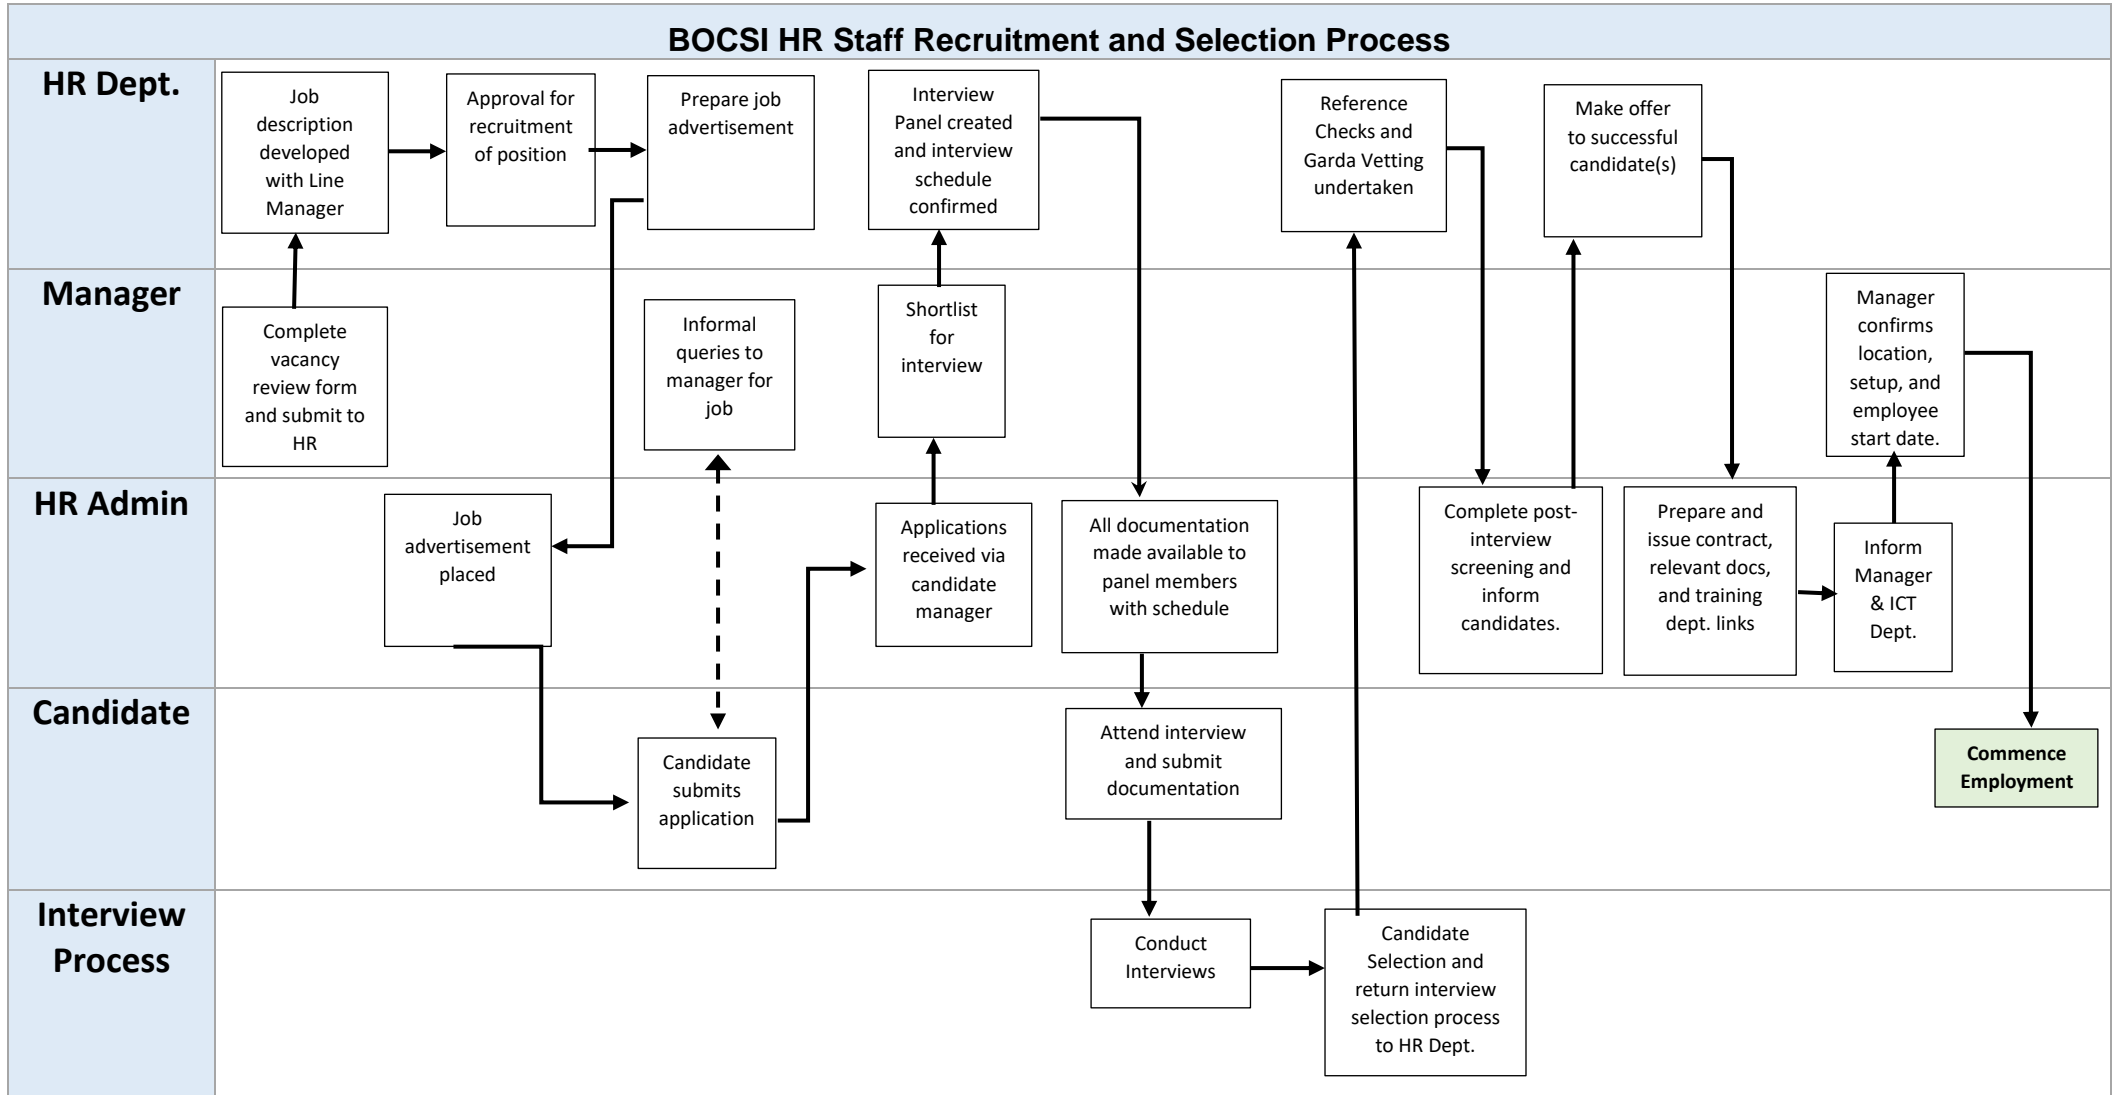 BOCSI HR Staff Recruitment and Selection Process
HR Dept.
Job
description
developed
with Line
Manager
Approval for
recruitment
of position
Prepare job
advertisement
Interview
Panel created
and interview
schedule
confirmed
Reference
Checks and
Garda Vetting
undertaken
Make offer
to successful
candidate(s)
Manager
Complete
vacancy
review form
and submit to
HR
Informal
queries to
manager for
job
Shortlist
for
interview
Manager
confirms
location,
setup, and
employee
start date.
HR Admin
Job
advertisement
placed
Applications
received via
candidate
manager
All documentation
made available to
panel members
with schedule
Complete post-
interview
screening and
inform
candidates.
Prepare and
issue contract,
relevant docs,
and training
dept. links
Inform
Manager
& ICT
Dept.
Candidate
Candidate
submits
application
Attend interview
and submit
documentation
Commence
Employment
Interview
Process
Conduct
Interviews
Candidate
Selection and
return interview
selection process
to HR Dept.